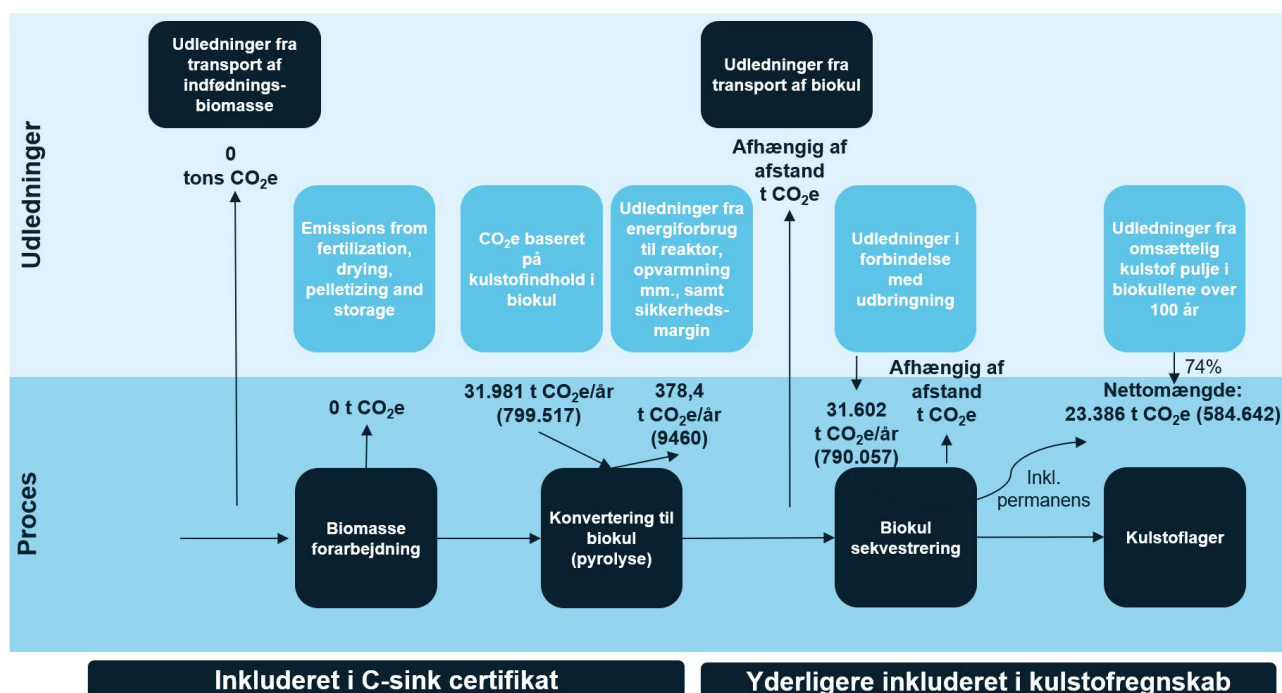 Udledninger
Udledninger fra
transport af
indfødnings-
biomasse
Udledninger fra
transport af biokul
0
tons CO₂e
Afhængig af
afstand
t CO₂e
Emissions from
fertilization,
drying,
pelletizing and
storage
CO₂e baseret
på
kulstofindhold i
biokul
Udledninger fra
energiforbrug
til reaktor,
opvarmning
mm., samt
sikkerheds-
margin
Udledninger i
forbindelse
med
udbringning
Udledninger fra
omsættelig
kulstof pulje i
biokullene over
100 år
Proces
0 t CO₂e
31.981 t CO₂e/år
(799.517)
378,4
t CO₂e/år
(9460)
31.602
t CO₂e/år
(790.057)
Afhængig af
afstand
t CO₂e
74%
Nettomængde:
23.386 t CO₂e (584.642)
Inkl.
permanens
Biomasse
forarbejdning
Konvertering til
biokul
(pyrolyse)
Biokul
sekvestrering
Kulstoflager
Inkluderet i C-sink certifikat
Yderligere inkluderet i kulstofregnskab